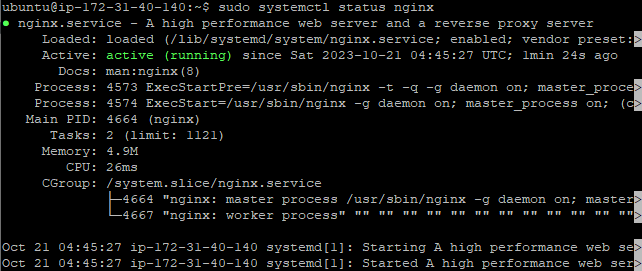 ubuntu@ip-172-31-40-140:~$ sudo systemctl status nginx
● nginx.service - A high performance web server and a reverse proxy server
Loaded: loaded (/lib/systemd/system/nginx.service; enabled; vendor preset:>
Active: active (running) since Sat 2023-10-21 04:45:27 UTC; 1min 24s ago
Docs: man:nginx(8)
Process: 4573 ExecStartPre=/usr/sbin/nginx -t -q -g daemon on; master_proce>
Process: 4574 ExecStart=/usr/sbin/nginx -g daemon on; master_process on; (c>
Main PID: 4664 (nginx)
Tasks: 2 (limit: 1121)
Memory: 4.9M
CPU: 26ms
CGroup: /system.slice/nginx.service
├─4664 "nginx: master process /usr/sbin/nginx -g daemon on; master>
└─4667 "nginx: worker process" "" "" "" "" "" "" "" "" "" "" "" "">

Oct 21 04:45:27 ip-172-31-40-140 systemd[1]: Starting A high performance web se>
Oct 21 04:45:27 ip-172-31-40-140 systemd[1]: Started A high performance web ser>